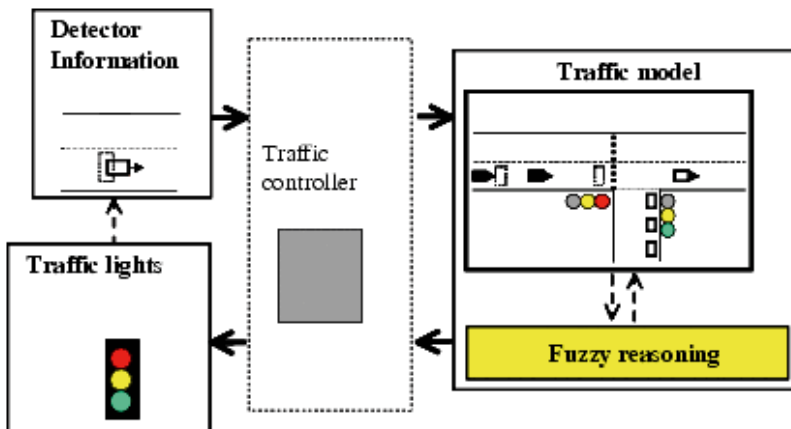 Detector
Information
Traffic
controller
Traffic model
Traffic lights
Fuzzy reasoning